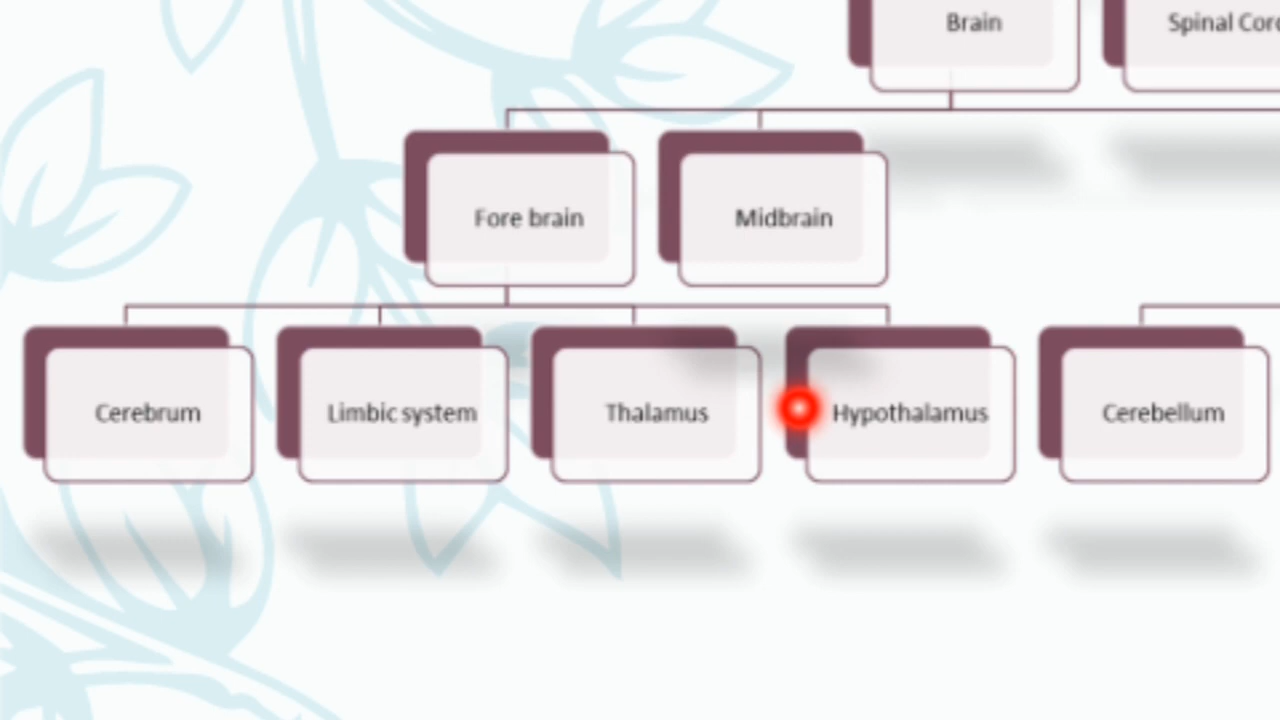 Brain
Spinal Cord
Fore brain
Midbrain
Cerebrum
Limbic system
Thalamus
Hypothalamus
Cerebellum